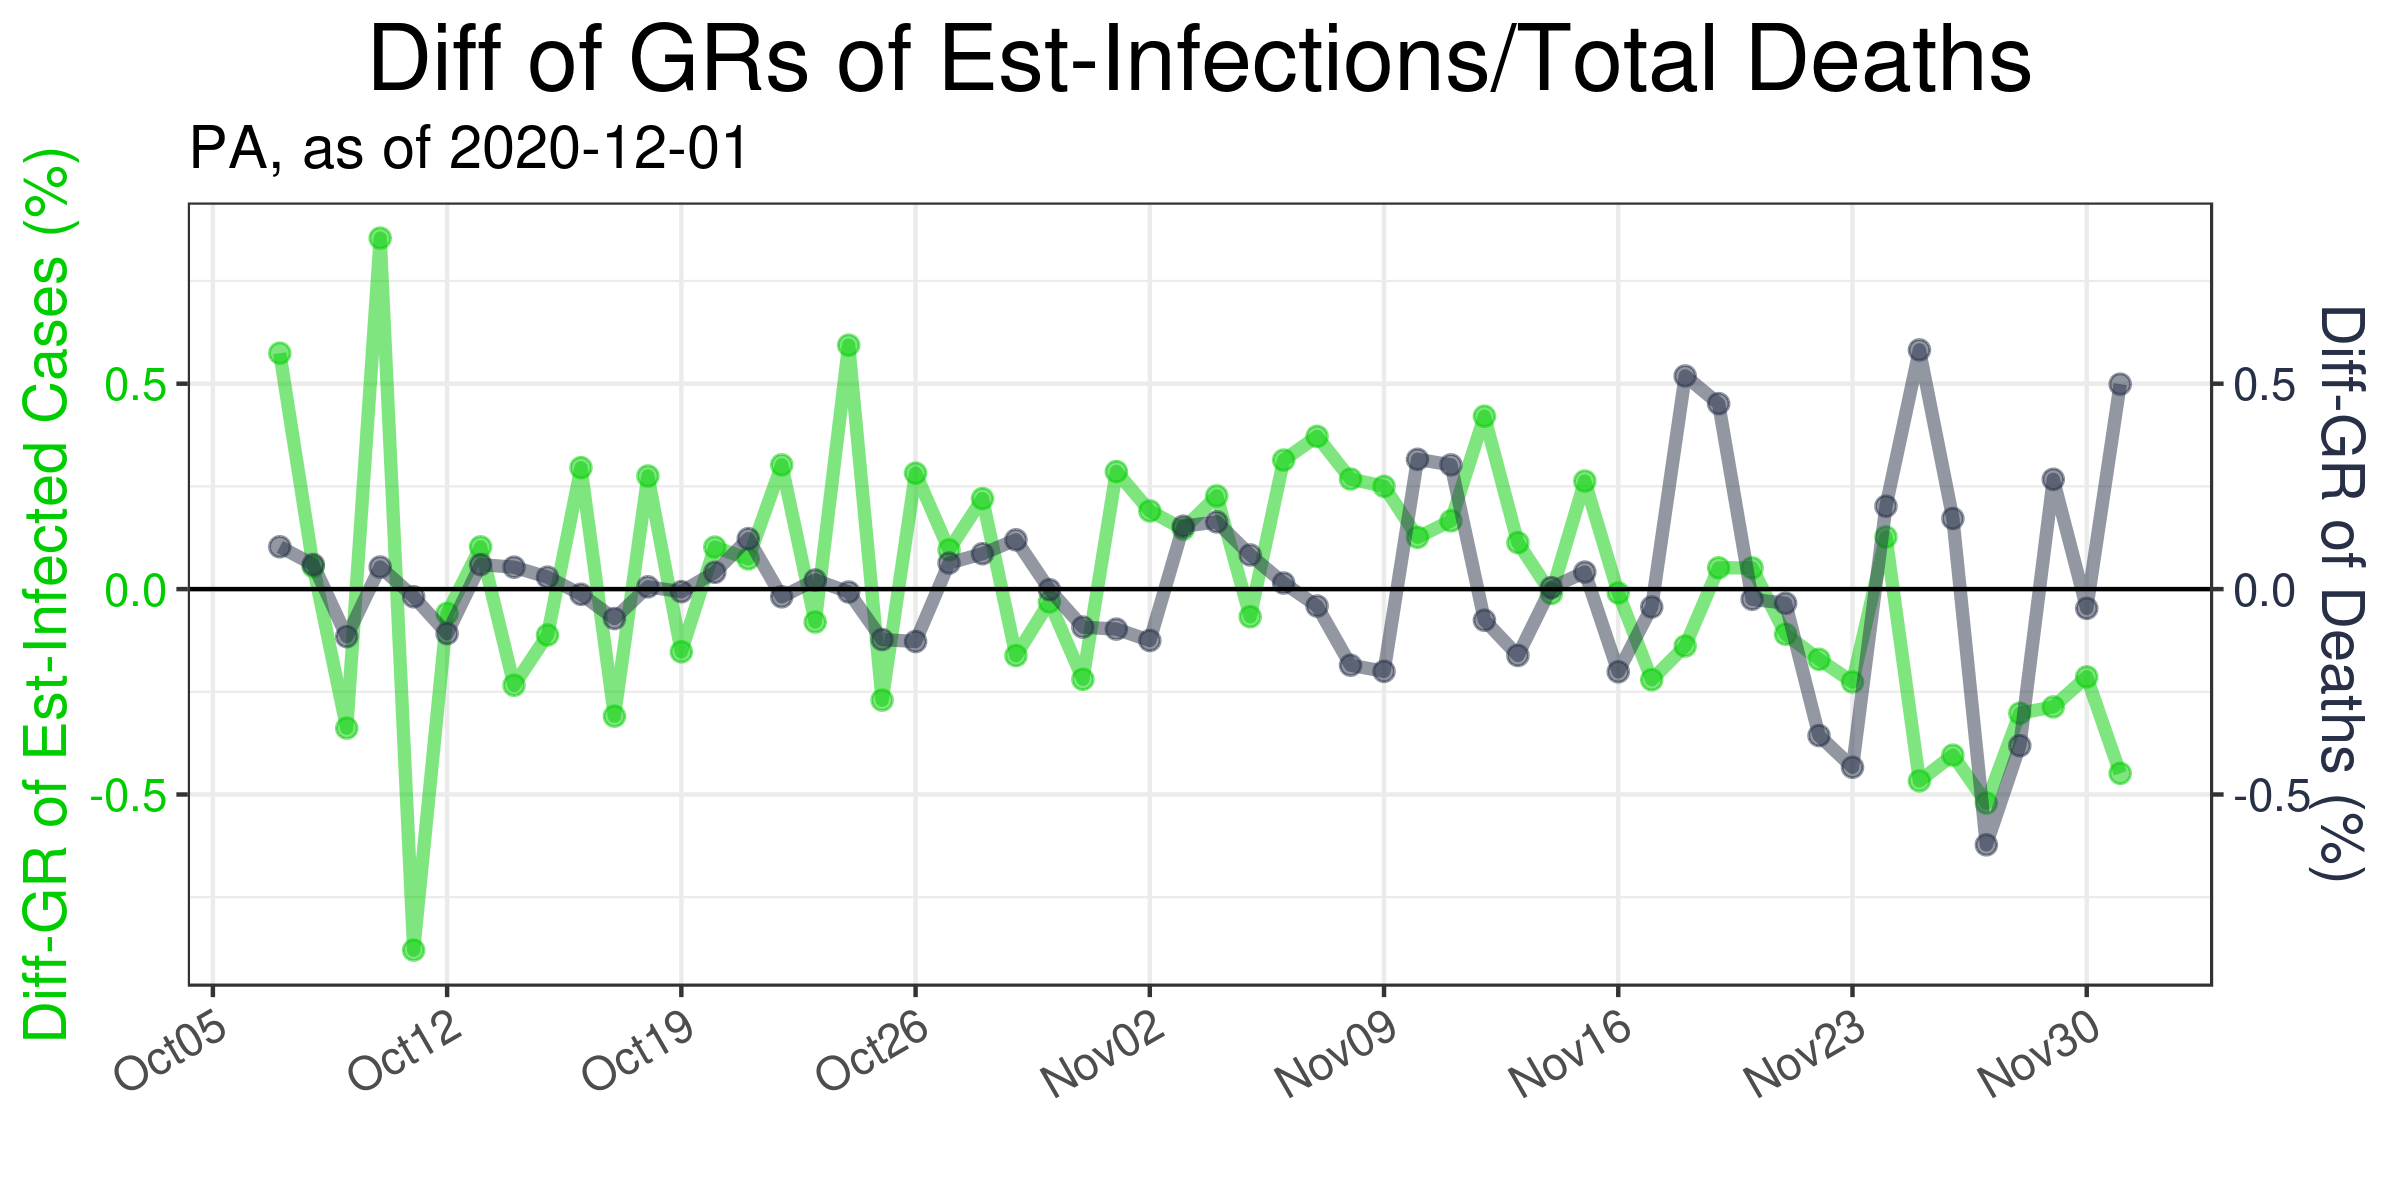 Diff of GRs of Est-Infections/Total Deaths
PA, as of 2020-12-01
Diff-GR of Est-Infected Cases (%)
0.5
0.0
-0.5
0.5
0.0
-0.5
Diff-GR of Deaths (%)
Oct05
Oct12
Oct19
Oct26
Nov02
Nov09
Nov16
Nov23
Nov30